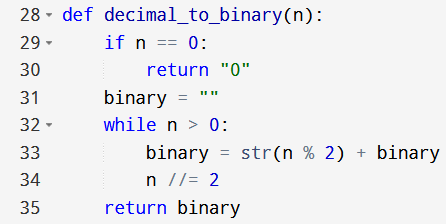 28 def decimal_to_binary(n):
29     if n == 0:
30         return "0"
31     binary = ""
32     while n > 0:
33         binary = str(n % 2) + binary
34         n //= 2
35     return binary